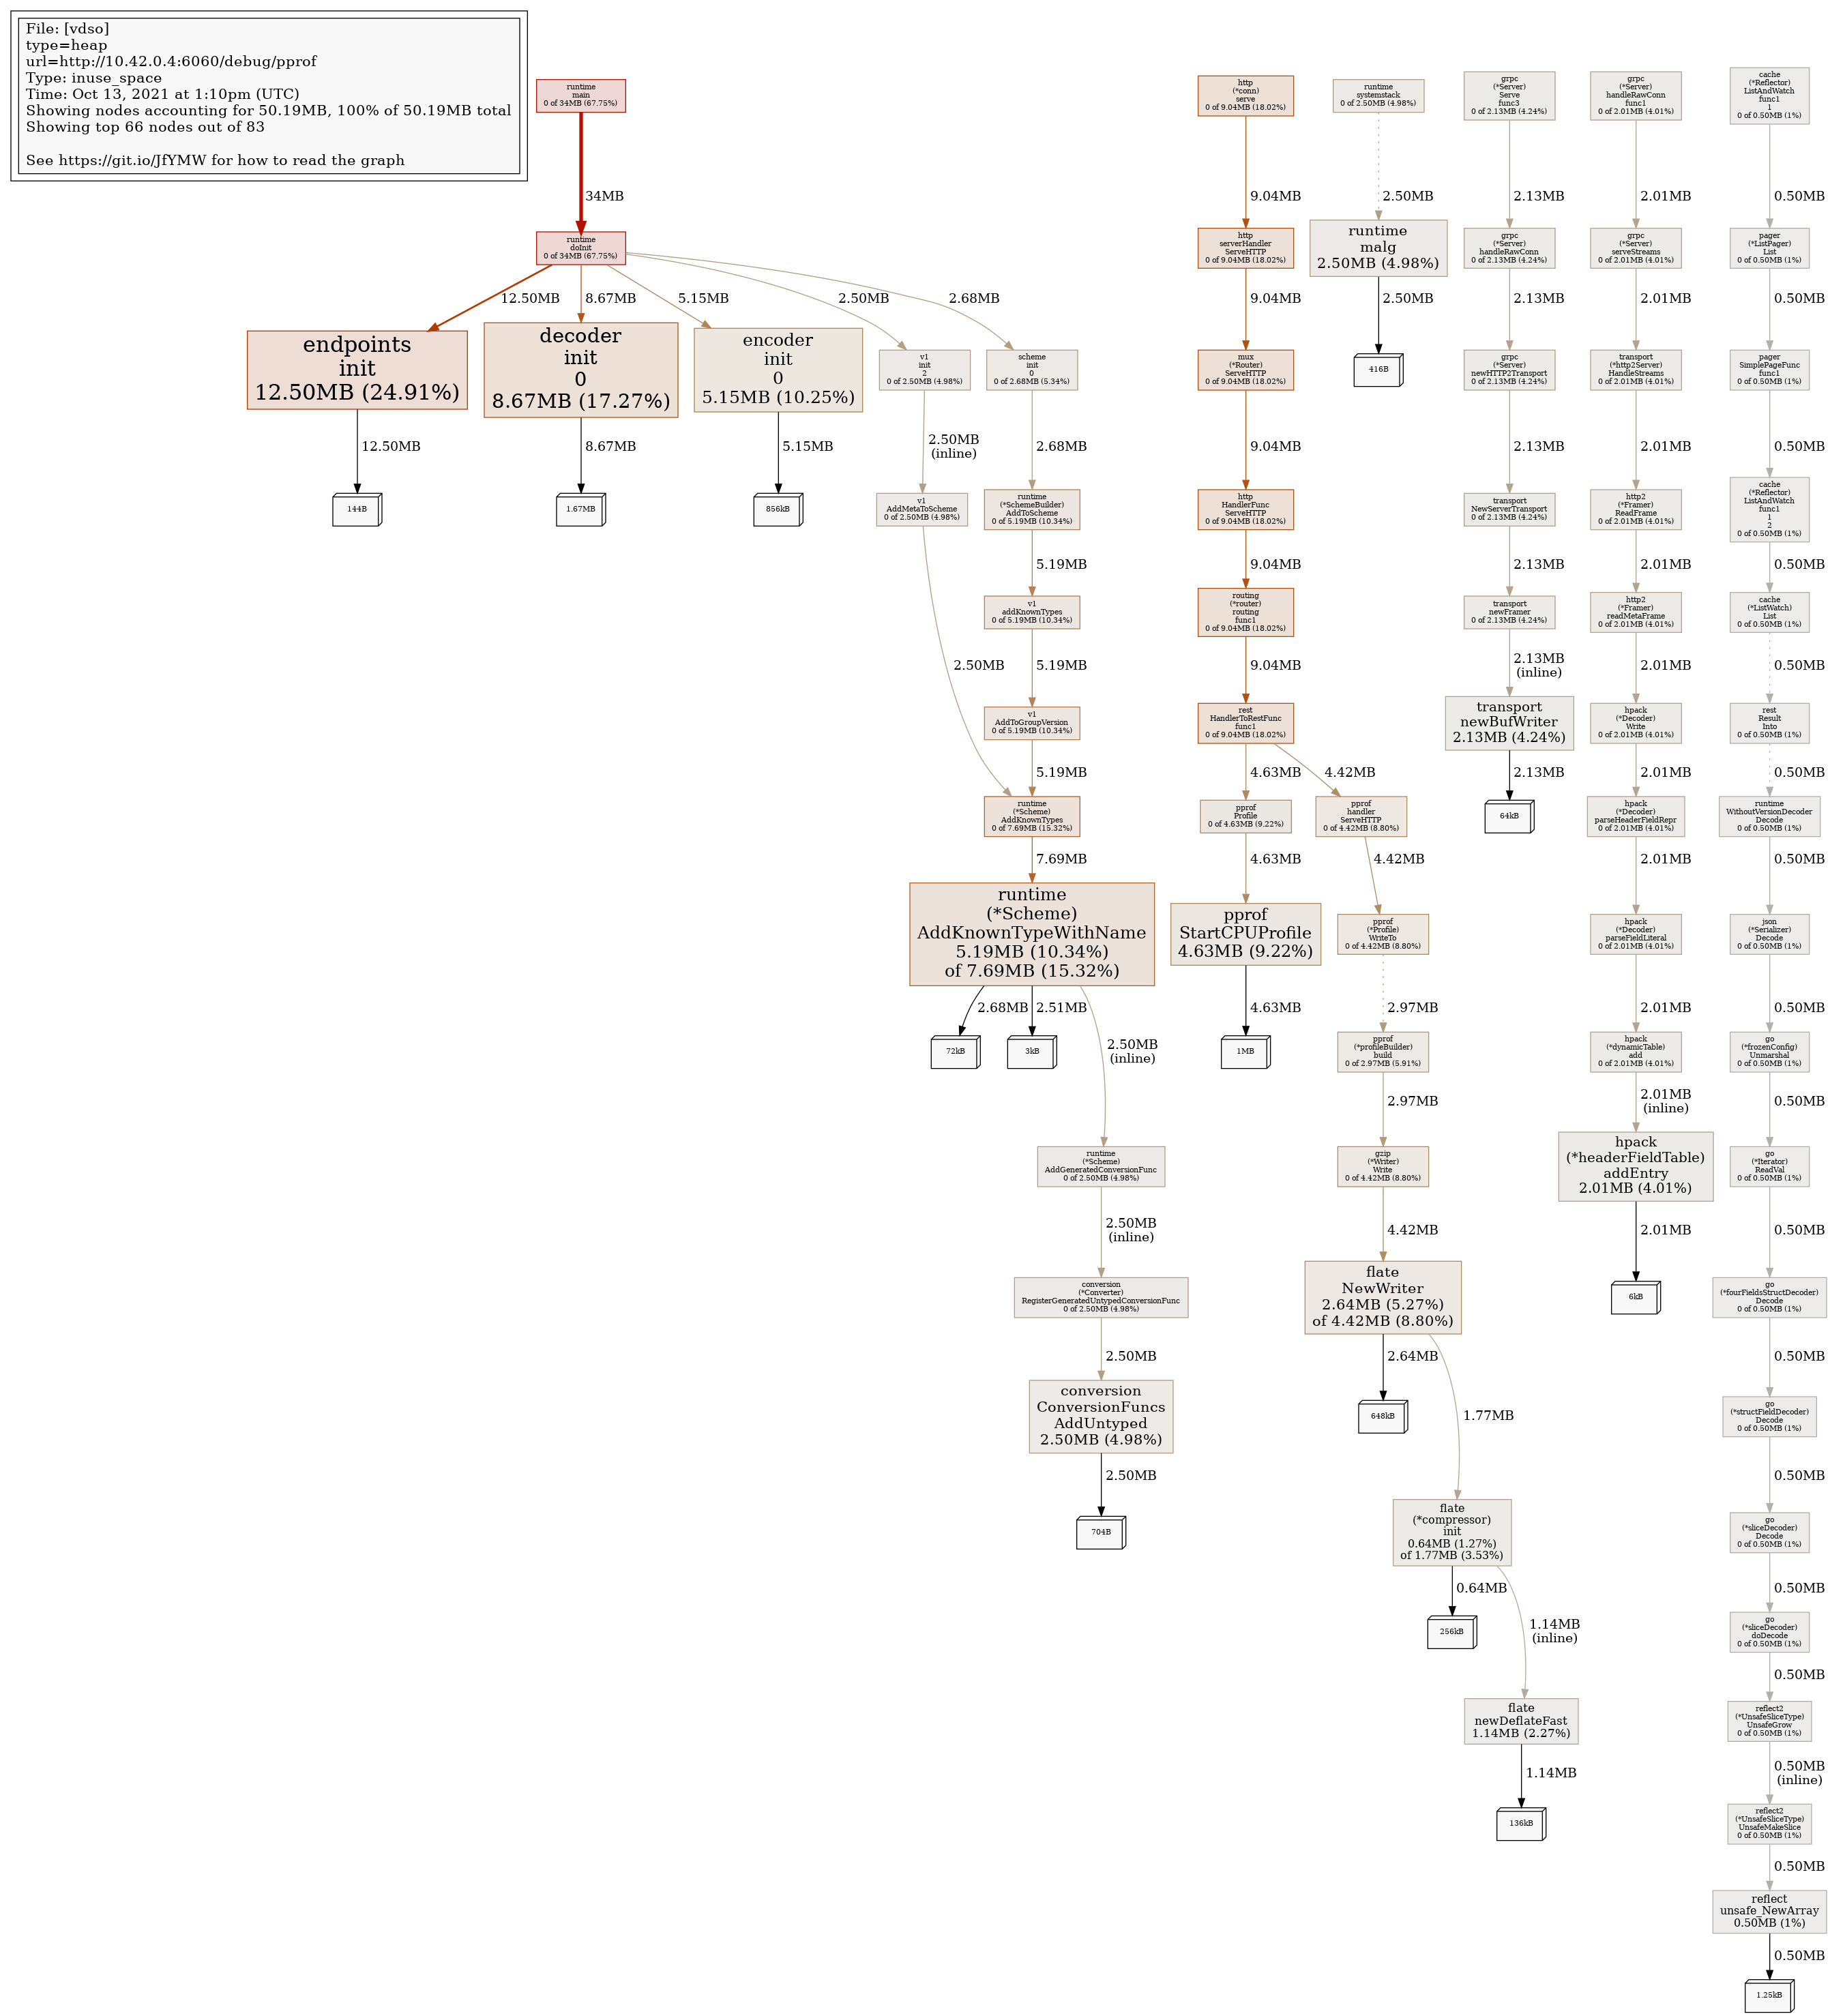 File: [vdso]
type=heap
url=http://10.42.0.4:6060/debug/pprof
Type: inuse_space
Time: Oct 13, 2021 at 1:10pm (UTC)
Showing nodes accounting for 50.19MB, 100% of 50.19MB total
Showing top 66 nodes out of 83
See https://git.io/JfYMW for how to read the graph
runtime
main
0 of 34MB (67.75%)
34MB
runtime
doInit
0 of 34MB (67.75%)
12.50MB
8.67MB
5.15MB
2.50MB
2.68MB
endpoints
init
12.50MB (24.91%)
12.50MB
144B
decoder
init
0
8.67MB (17.27%)
8.67MB
1.67MB
encoder
init
0
5.15MB (10.25%)
5.15MB
856kB
v1
init
2
0 of 2.50MB (4.98%)
2.50MB
(inline)
v1
AddMetaToScheme
0 of 2.50MB (4.98%)
2.50MB
scheme
init
0
0 of 2.68MB (5.34%)
2.68MB
runtime
(*SchemeBuilder)
AddToScheme
0 of 5.19MB (10.34%)
5.19MB
v1
addKnownTypes
0 of 5.19MB (10.34%)
5.19MB
v1
AddToGroupVersion
0 of 5.19MB (10.34%)
5.19MB
runtime
(*Scheme)
AddKnownTypes
0 of 7.69MB (15.32%)
7.69MB
runtime
(*Scheme)
AddKnownTypeWithName
5.19MB (10.34%)
of 7.69MB (15.32%)
2.68MB
72kB
2.51MB
3kB
2.50MB
(inline)
runtime
(*Scheme)
AddGeneratedConversionFunc
0 of 2.50MB (4.98%)
2.50MB
(inline)
conversion
(*Converter)
RegisterGeneratedUntypedConversionFunc
0 of 2.50MB (4.98%)
2.50MB
conversion
ConversionFuncs
AddUntyped
2.50MB (4.98%)
2.50MB
704B
http
(*conn)
serve
0 of 9.04MB (18.02%)
9.04MB
http
serverHandler
ServeHTTP
0 of 9.04MB (18.02%)
9.04MB
mux
(*Router)
ServeHTTP
0 of 9.04MB (18.02%)
9.04MB
http
HandlerFunc
ServeHTTP
0 of 9.04MB (18.02%)
9.04MB
routing
(*router)
routing
func1
0 of 9.04MB (18.02%)
9.04MB
rest
HandlerToRestFunc
func1
0 of 9.04MB (18.02%)
4.63MB
4.42MB
pprof
Profile
0 of 4.63MB (9.22%)
4.63MB
pprof
StartCPUProfile
4.63MB (9.22%)
4.63MB
1MB
pprof
handler
ServeHTTP
0 of 4.42MB (8.80%)
4.42MB
pprof
(*Profile)
WriteTo
0 of 4.42MB (8.80%)
2.97MB
pprof
(*profileBuilder)
build
0 of 2.97MB (5.91%)
2.97MB
gzip
(*Writer)
Write
0 of 4.42MB (8.80%)
4.42MB
flate
NewWriter
2.64MB (5.27%)
of 4.42MB (8.80%)
2.64MB
648kB
1.77MB
flate
(*compressor)
init
0.64MB (1.27%)
of 1.77MB (3.53%)
0.64MB
256kB
1.14MB
(inline)
flate
newDeflateFast
1.14MB (2.27%)
1.14MB
136kB
runtime
systemstack
0 of 2.50MB (4.98%)
2.50MB
runtime
malg
2.50MB (4.98%)
2.50MB
416B
grpc
(*Server)
Serve
func3
0 of 2.13MB (4.24%)
2.13MB
grpc
(*Server)
handleRawConn
0 of 2.13MB (4.24%)
2.13MB
grpc
(*Server)
newHTTP2Transport
0 of 2.13MB (4.24%)
2.13MB
transport
NewServerTransport
0 of 2.13MB (4.24%)
2.13MB
transport
newFramer
0 of 2.13MB (4.24%)
2.13MB
(inline)
transport
newBufWriter
2.13MB (4.24%)
2.13MB
64kB
grpc
(*Server)
handleRawConn
func1
0 of 2.01MB (4.01%)
2.01MB
grpc
(*Server)
serveStreams
0 of 2.01MB (4.01%)
2.01MB
transport
(*http2Server)
HandleStreams
0 of 2.01MB (4.01%)
2.01MB
http2
(*Framer)
ReadFrame
0 of 2.01MB (4.01%)
2.01MB
http2
(*Framer)
readMetaFrame
0 of 2.01MB (4.01%)
2.01MB
hpack
(*Decoder)
Write
0 of 2.01MB (4.01%)
2.01MB
hpack
(*Decoder)
parseHeaderFieldRepr
0 of 2.01MB (4.01%)
2.01MB
hpack
(*Decoder)
parseFieldLiteral
0 of 2.01MB (4.01%)
2.01MB
hpack
(*dynamicTable)
add
0 of 2.01MB (4.01%)
2.01MB
(inline)
hpack
(*headerFieldTable)
addEntry
2.01MB (4.01%)
2.01MB
6kB
cache
(*Reflector)
ListAndWatch
func1
1
0 of 0.50MB (1%)
0.50MB
pager
(*ListPager)
List
0 of 0.50MB (1%)
0.50MB
pager
SimplePageFunc
func1
0 of 0.50MB (1%)
0.50MB
cache
(*Reflector)
ListAndWatch
func1
1
2
0 of 0.50MB (1%)
0.50MB
cache
(*ListWatch)
List
0 of 0.50MB (1%)
0.50MB
rest
Result
Into
0 of 0.50MB (1%)
0.50MB
runtime
WithoutVersionDecoder
Decode
0 of 0.50MB (1%)
0.50MB
json
(*Serializer)
Decode
0 of 0.50MB (1%)
0.50MB
go
(*frozenConfig)
Unmarshal
0 of 0.50MB (1%)
0.50MB
go
(*Iterator)
ReadVal
0 of 0.50MB (1%)
0.50MB
go
(*fourFieldsStructDecoder)
Decode
0 of 0.50MB (1%)
0.50MB
go
(*structFieldDecoder)
Decode
0 of 0.50MB (1%)
0.50MB
go
(*sliceDecoder)
Decode
0 of 0.50MB (1%)
0.50MB
go
(*sliceDecoder)
doDecode
0 of 0.50MB (1%)
0.50MB
reflect2
(*UnsafeSliceType)
UnsafeGrow
0 of 0.50MB (1%)
0.50MB
(inline)
reflect2
(*UnsafeSliceType)
UnsafeMakeSlice
0 of 0.50MB (1%)
0.50MB
reflect
unsafe_NewArray
0.50MB (1%)
0.50MB
1.25kB